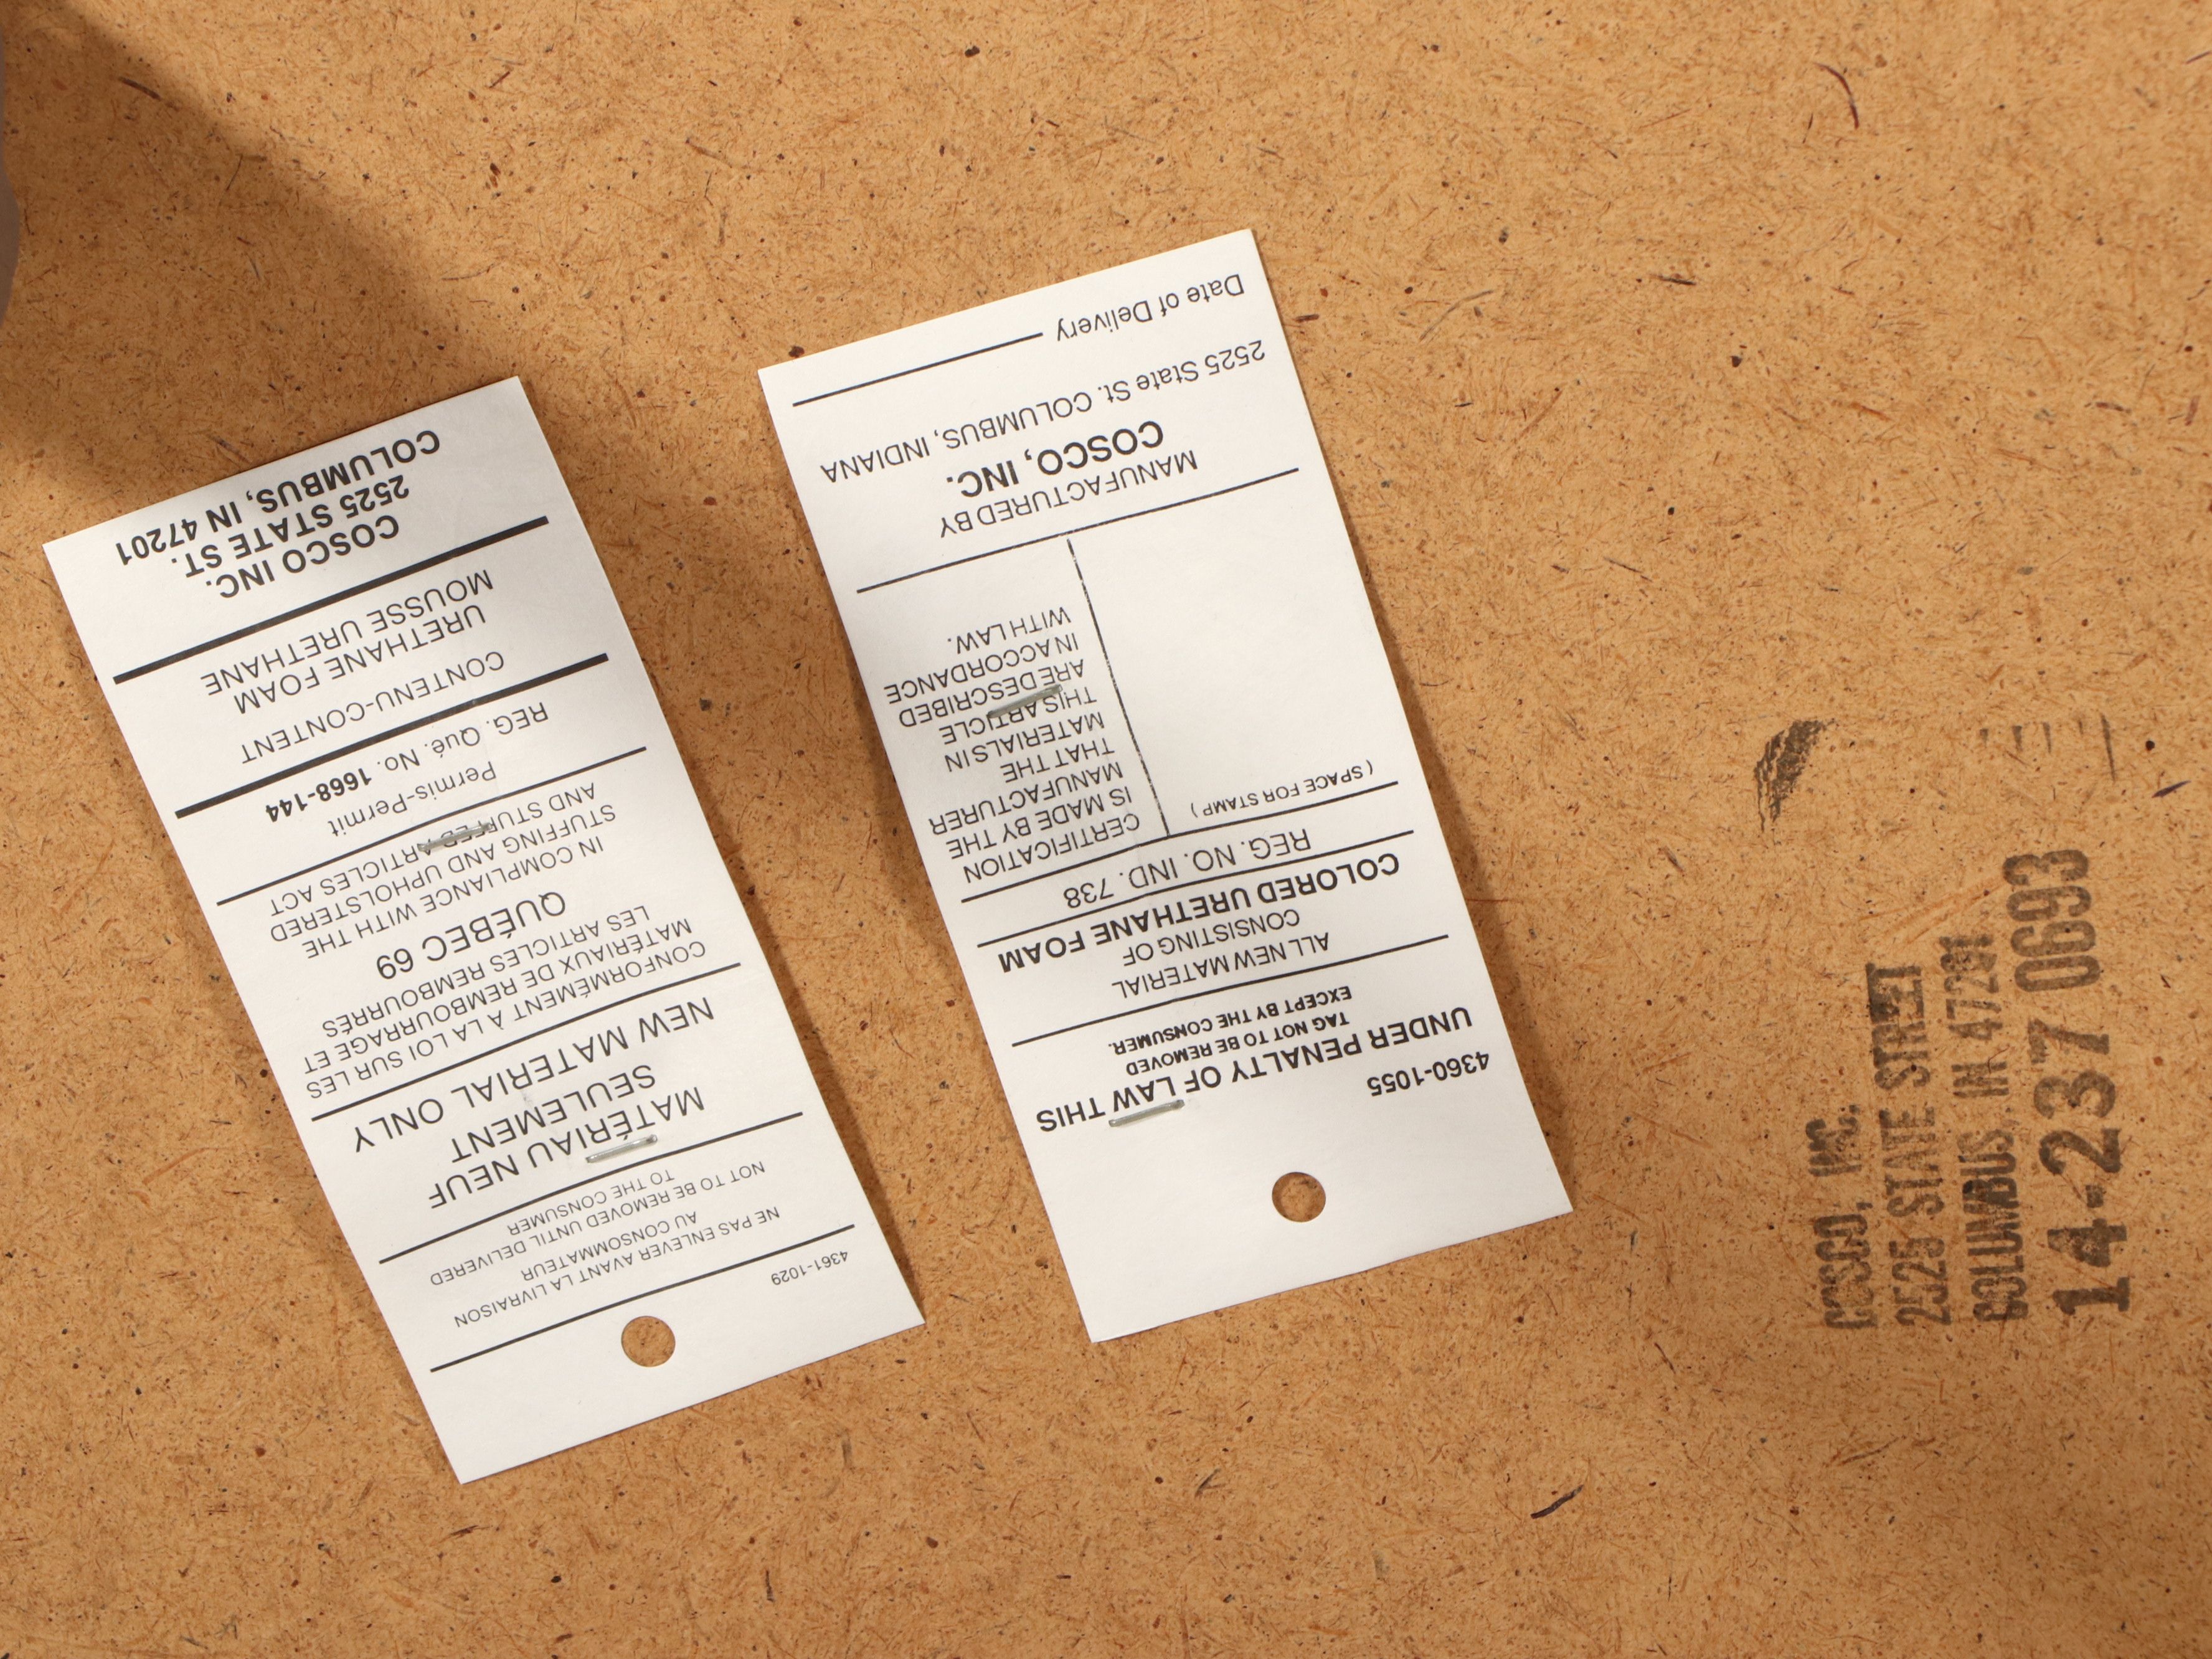 4361-1029
NE PAS ENLEVER AVANT LA LIVRAISON
AU CONSOMMATEUR
NOT TO BE REMOVED UNTIL DELIVERED
TO THE CONSUMER
MATÉRIAU NEUF
SEULEMENT
NEW MATERIAL ONLY
CONFORMÉMENT À LA LOI SUR LES
MATÉRIAUX DE REMBOURRAGE ET
LES ARTICLES REMBOURRÉS
QUÉBEC 69
IN COMPLIANCE WITH THE
STUFFING AND UPHOLSTERED
AND STUFFED ARTICLES ACT
Permis-Permit
REG. Qué. No. 1668-144
CONTENU-CONTENT
URETHANE FOAM
MOUSSE URETHANE
COSCO INC.
2525 STATE ST.
COLUMBUS, IN 47201
4360-1055
UNDER PENALTY OF LAW THIS
TAG NOT TO BE REMOVED
EXCEPT BY THE CONSUMER.
ALL NEW MATERIAL
CONSISTING OF
COLORED URETHANE FOAM
REG. NO. IND. 738
(SPACE FOR STAMP)
CERTIFICATION
IS MADE BY THE
MANUFACTURER
THAT THE
MATERIALS IN
THIS ARTICLE
ARE DESCRIBED
IN ACCORDANCE
WITH LAW.
MANUFACTURED BY
COSCO, INC.
2525 State St. COLUMBUS, INDIANA
Date of Delivery
COSCO, INC.
2525 STATE STREET
COLUMBUS, IN 47201
14-237 0693